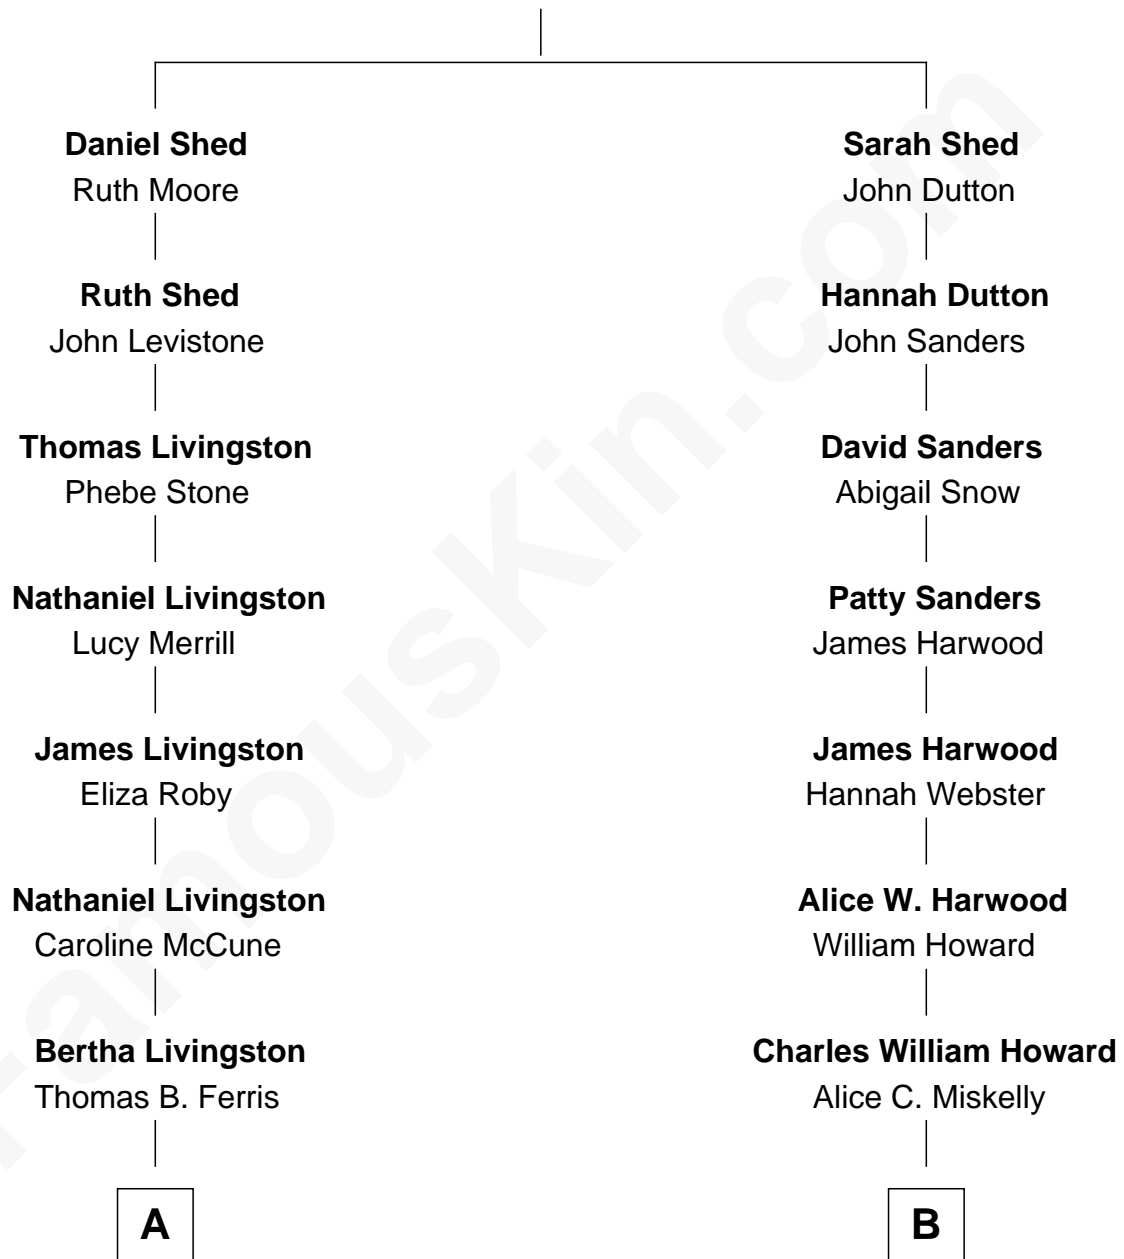 Daniel Shed
Ruth Moore
Ruth Shed
John Levistone
Thomas Livingston
Phebe Stone
Nathaniel Livingston
Lucy Merrill
James Livingston
Eliza Roby
Nathaniel Livingston
Caroline McCune
Bertha Livingston
Thomas B. Ferris
A
Sarah Shed
John Dutton
Hannah Dutton
John Sanders
David Sanders
Abigail Snow
Patty Sanders
James Harwood
James Harwood
Hannah Webster
Alice W. Harwood
William Howard
Charles William Howard
Alice C. Miskelly
B
FamousKin.com